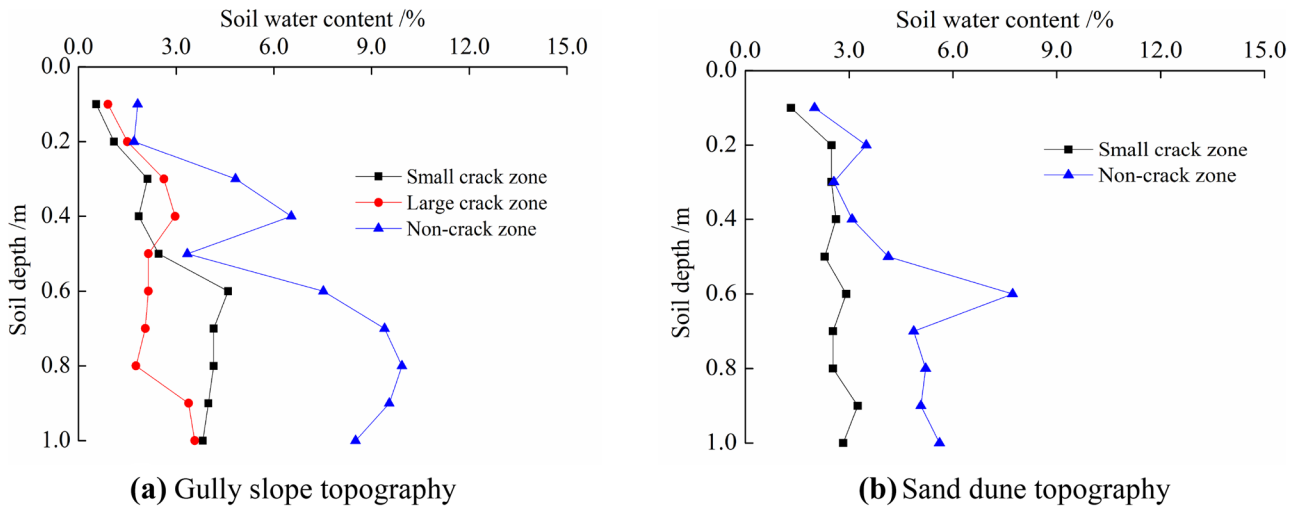 Soil water content /%
0.0 3.0 6.0 9.0 12.0 15.0
0.0
0.2
0.4
0.6
0.8
1.0
Soil depth /m
Small crack zone
Large crack zone
Non-crack zone
(a) Gully slope topography
Soil water content /%
0.0 3.0 6.0 9.0 12.0 15.0
0.0
0.2
0.4
0.6
0.8
1.0
Soil depth /m
Small crack zone
Non-crack zone
(b) Sand dune topography